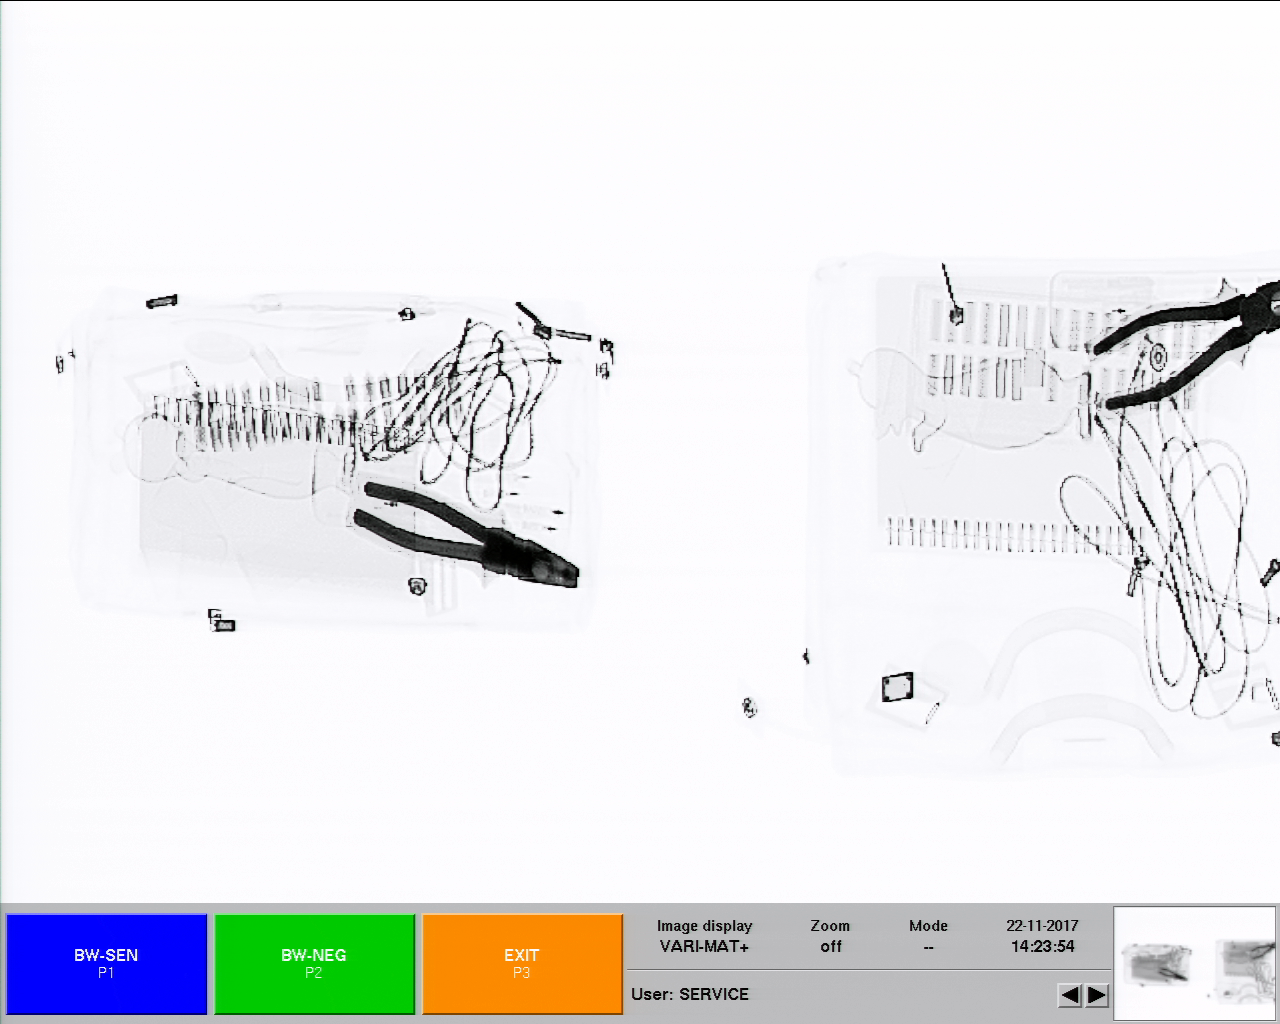 BW-SEN
P1
BW-NEG
P2
EXIT
P3
Image display
VARI-MAT+
Zoom
off
Mode
--
22-11-2017
14:23:54
User: SERVICE